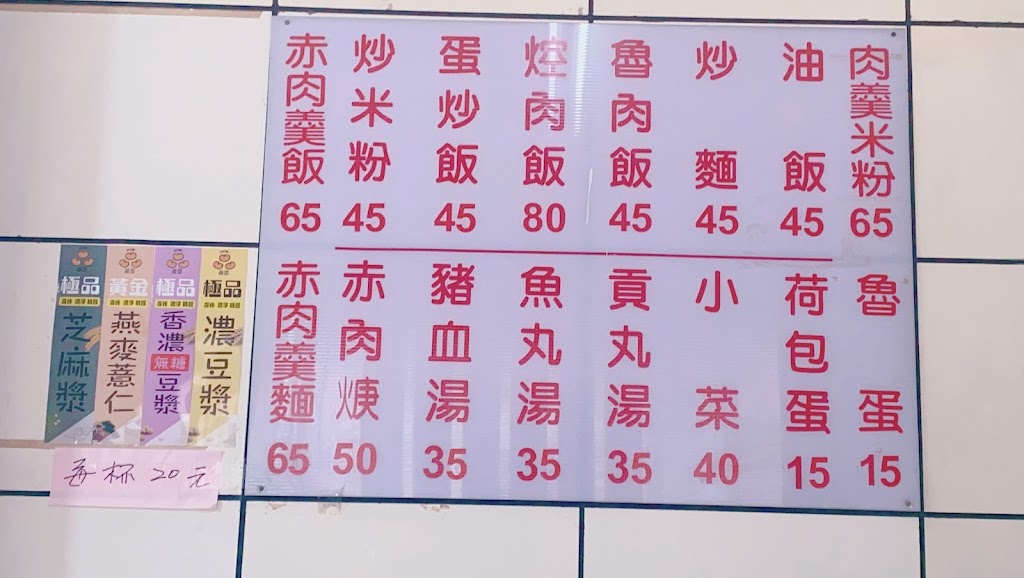 肉羹米粉 65
油飯 45
炒麵 45
魯肉飯 45
焢肉飯 80
蛋炒飯 45
炒米粉 45
赤肉羹飯 65
魯蛋 15
荷包蛋 15
小菜 40
貢丸湯 35
魚丸湯 35
豬血湯 35
赤肉焿 50
赤肉羹麵 65
極品
濃豆漿
極品
香濃無糖豆漿
黃金
燕麥薏仁
極品
芝麻漿
每杯 20元